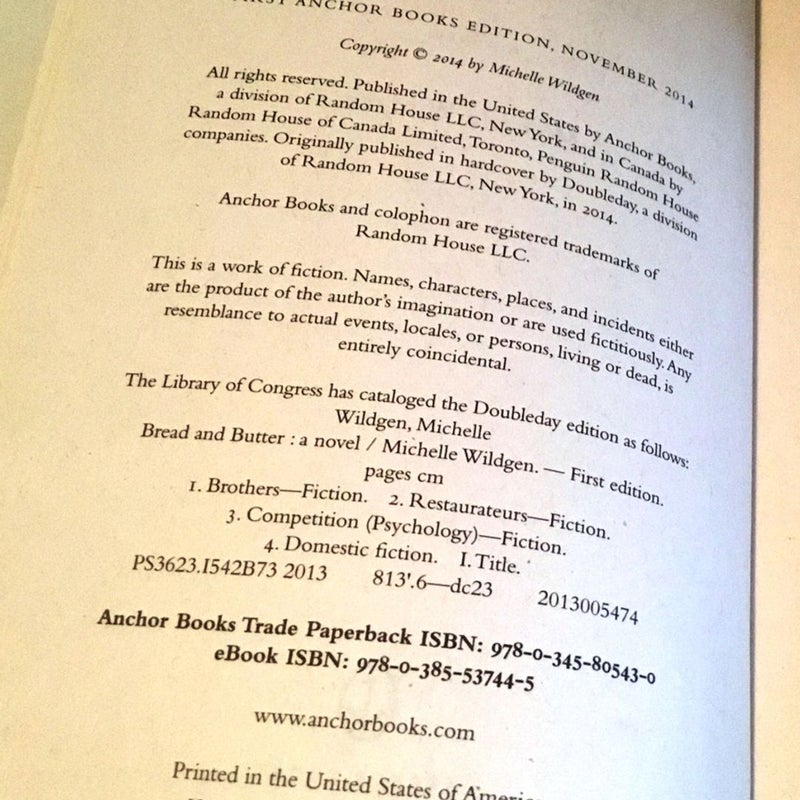 FIRST ANCHOR BOOKS EDITION, NOVEMBER 2014
Copyright © 2014 by Michelle Wildgen
All rights reserved. Published in the United States by Anchor Books,
a division of Random House LLC, New York, and in Canada by
Random House of Canada Limited, Toronto, Penguin Random House
companies. Originally published in hardcover by Doubleday, a division
of Random House LLC, New York, in 2014.
Anchor Books and colophon are registered trademarks of
Random House LLC.
This is a work of fiction. Names, characters, places, and incidents either
are the product of the author's imagination or are used fictitiously. Any
resemblance to actual events, locales, or persons, living or dead, is
entirely coincidental.
The Library of Congress has cataloged the Doubleday edition as follows:
Wildgen, Michelle
Bread and Butter : a novel / Michelle Wildgen. — First edition.
pages cm
1. Brothers—Fiction. 2. Restaurateurs—Fiction.
3. Competition (Psychology)—Fiction.
4. Domestic fiction. I. Title.
PS3623.I542B73 2013 813'.6—dc23 2013005474
Anchor Books Trade Paperback ISBN: 978-0-345-80543-0
eBook ISBN: 978-0-385-53744-5
www.anchorbooks.com
Printed in the United States of America